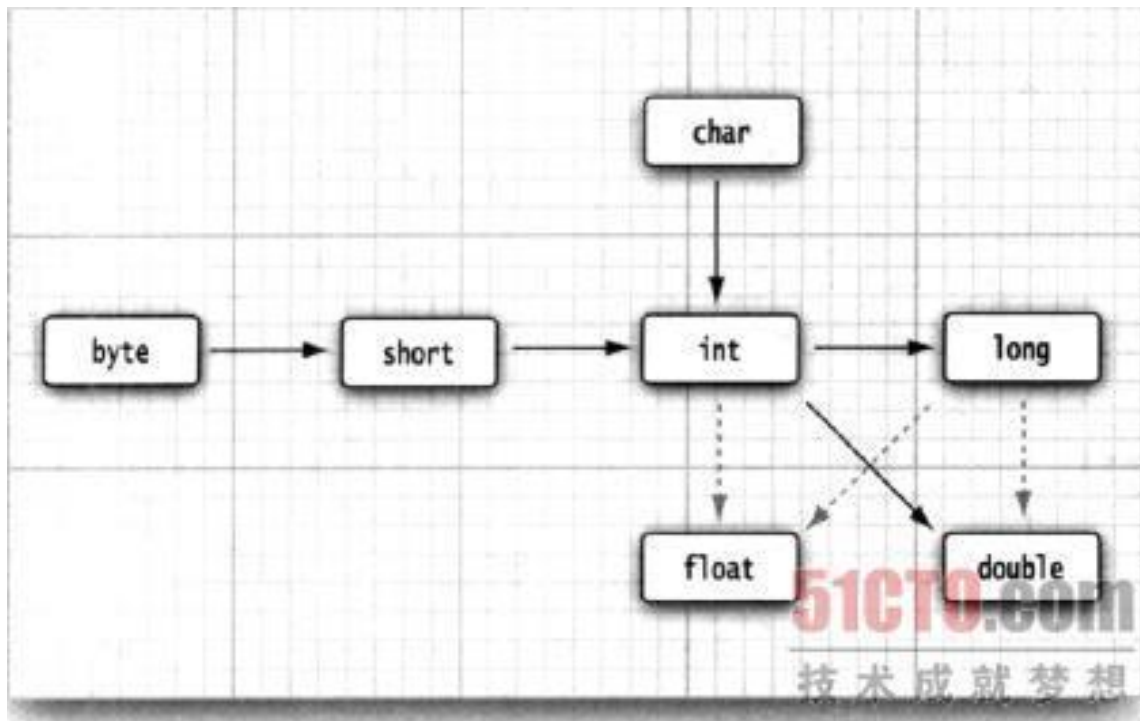 char
byte
short
int
long
float
double
51CTO.com
技术成就梦想